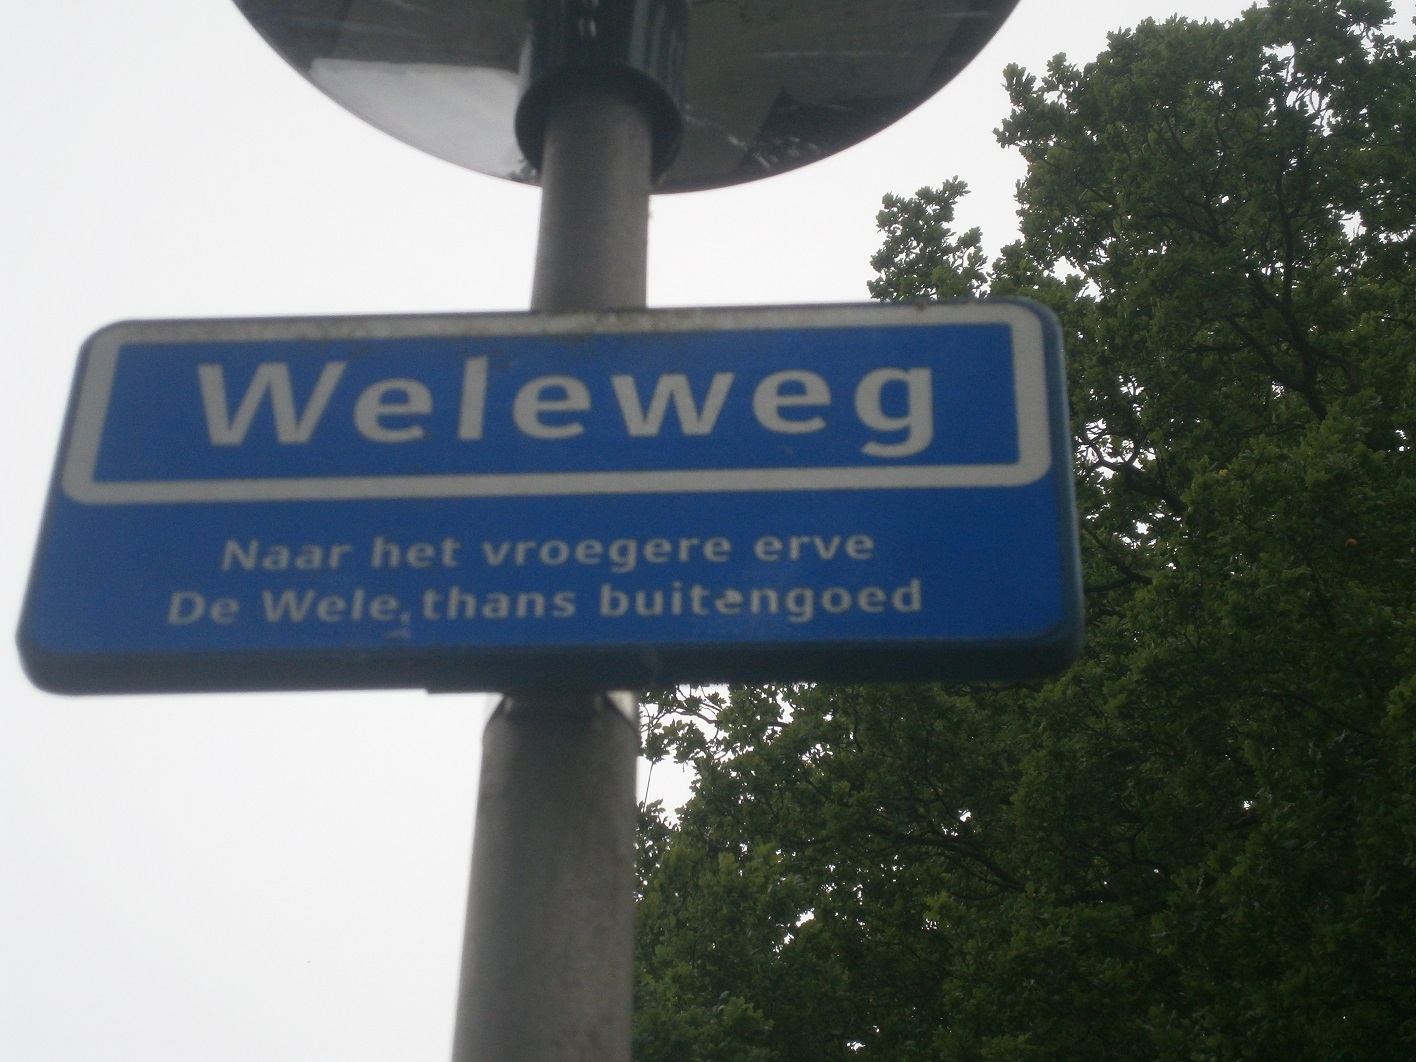 Weleweg
Naar het vroegere erve
De Wele, thans buitengoed